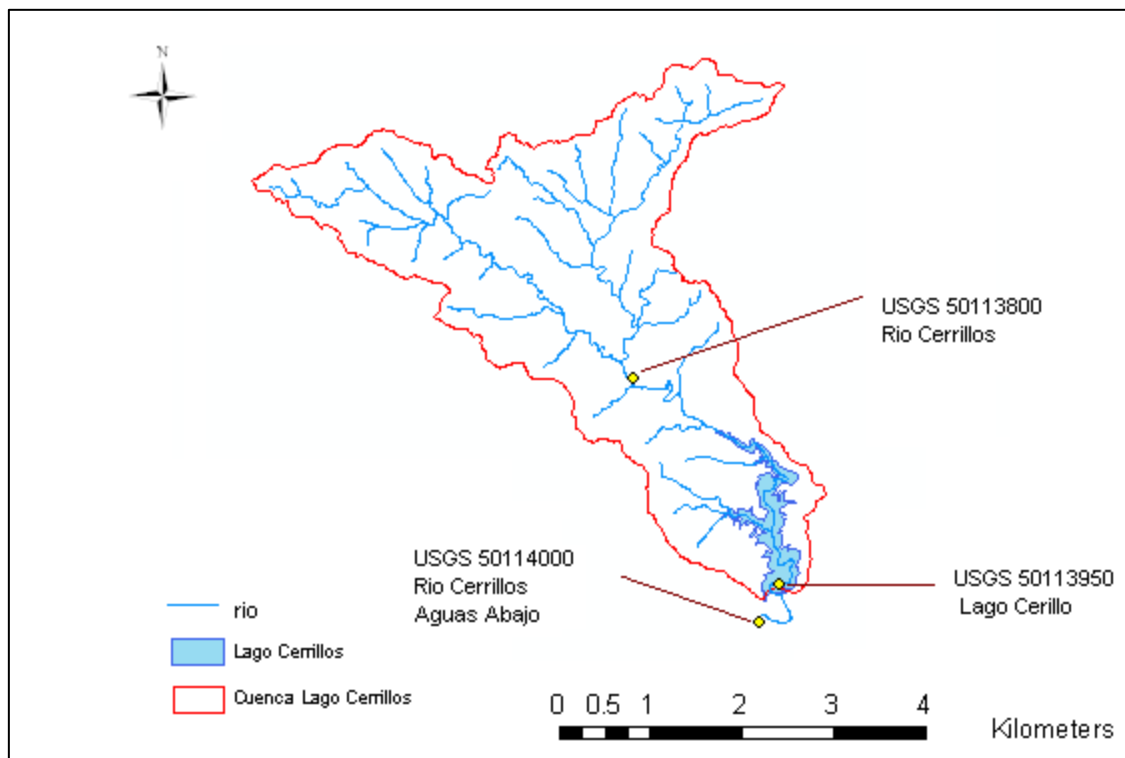 N
USGS 50113800
Rio Cerrillos
USGS 50114000
Rio Cerrillos
Aguas Abajo
USGS 50113950
Lago Cerillo
rio
Lago Cerrillos
Cuenca Lago Cerrillos
0 0.5 1 2 3 4
Kilometers